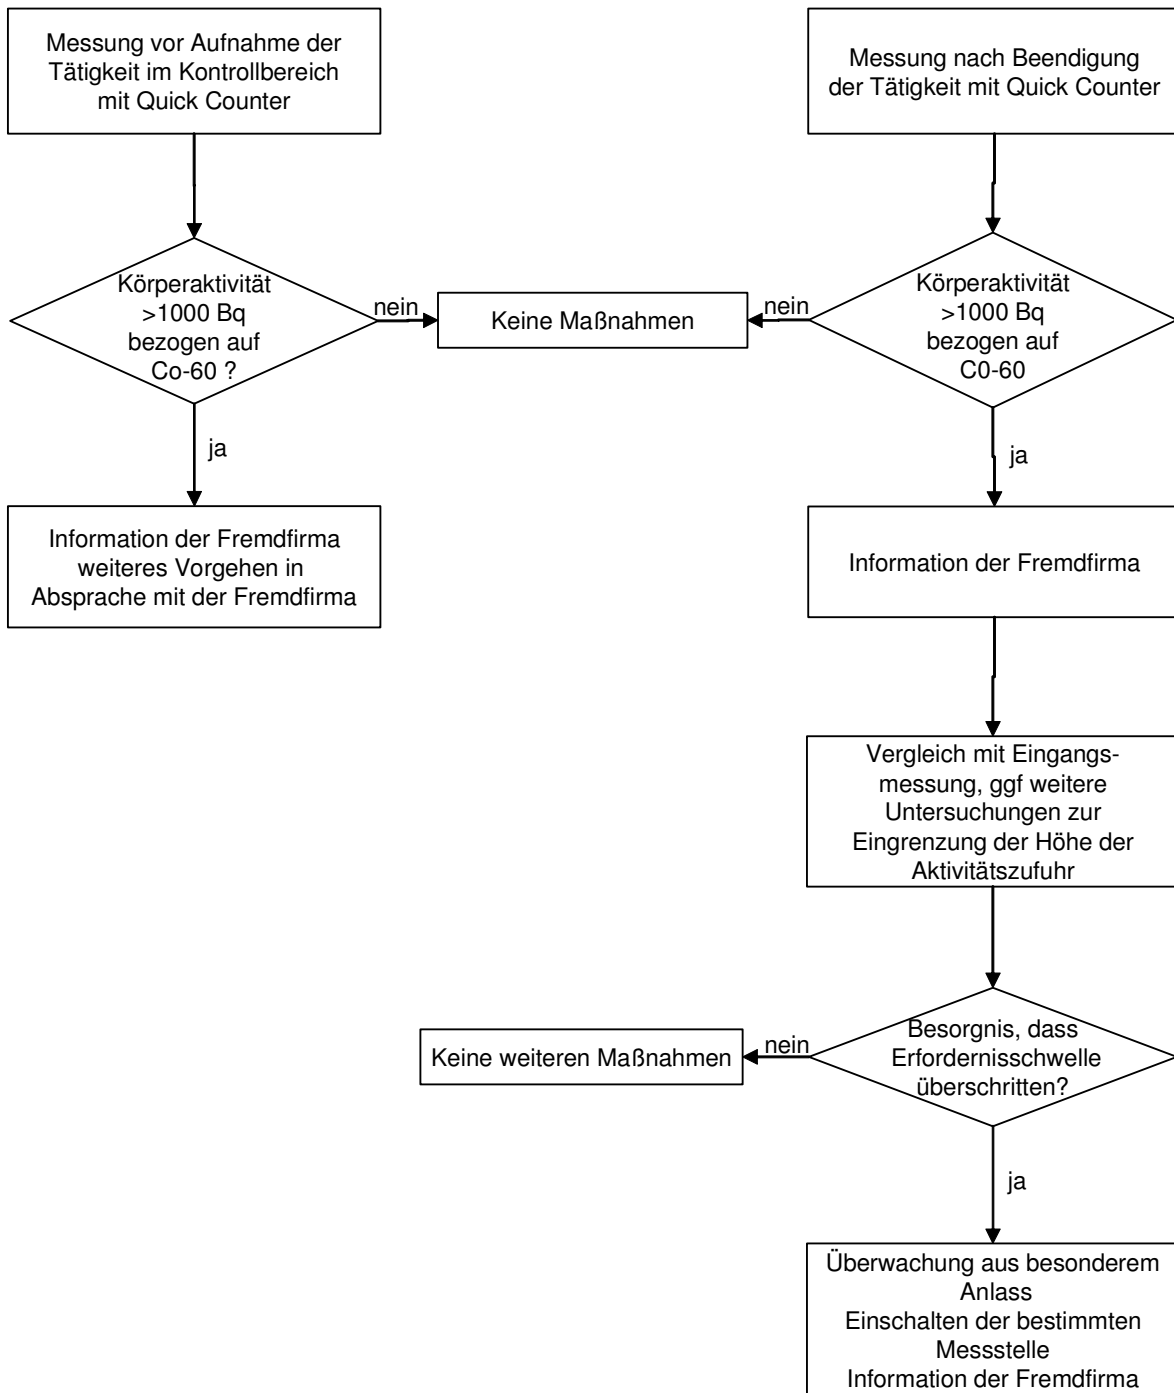 Messung vor Aufnahme der
Tätigkeit im Kontrollbereich
mit Quick Counter
Messung nach Beendigung
der Tätigkeit mit Quick Counter
Körperaktivität
>1000 Bq
bezogen auf
Co-60 ?
nein
Keine Maßnahmen
nein
Körperaktivität
>1000 Bq
bezogen auf
C0-60
ja
ja
Information der Fremdfirma
weiteres Vorgehen in
Absprache mit der Fremdfirma
Information der Fremdfirma
Vergleich mit Eingangs-
messung, ggf weitere
Untersuchungen zur
Eingrenzung der Höhe der
Aktivitätszufuhr
Besorgnis, dass
Erfordernisschwelle
überschritten?
nein
Keine weiteren Maßnahmen
ja
Überwachung aus besonderem
Anlass
Einschalten der bestimmten
Messstelle
Information der Fremdfirma